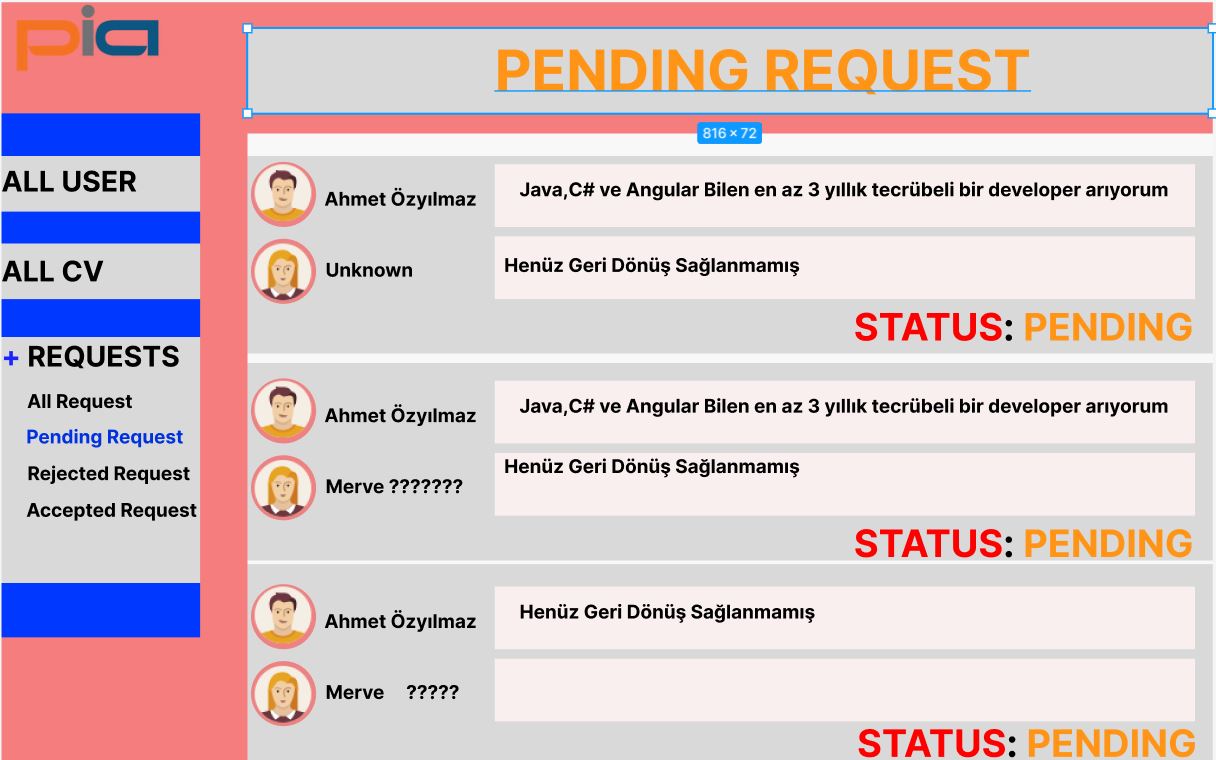 pia
PENDING REQUEST
816 × 72
ALL USER
ALL CV
+ REQUESTS
All Request
Pending Request
Rejected Request
Accepted Request
Ahmet Özyılmaz
Java,C# ve Angular Bilen en az 3 yıllık tecrübeli bir developer arıyorum
Unknown
Henüz Geri Dönüş Sağlanmamış
STATUS: PENDING
Ahmet Özyılmaz
Java,C# ve Angular Bilen en az 3 yıllık tecrübeli bir developer arıyorum
Merve ???????
Henüz Geri Dönüş Sağlanmamış
STATUS: PENDING
Ahmet Özyılmaz
Henüz Geri Dönüş Sağlanmamış
Merve ?????
STATUS: PENDING